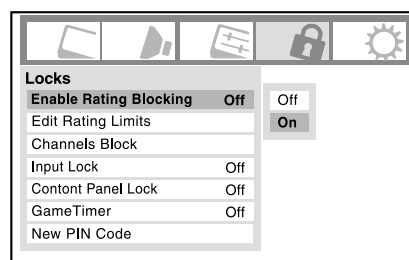 Locks
Enable Rating Blocking Off Off
Edit Rating Limits On
Channels Block
Input Lock Off
Contont Panel Lock Off
GameTimer Off
New PIN Code